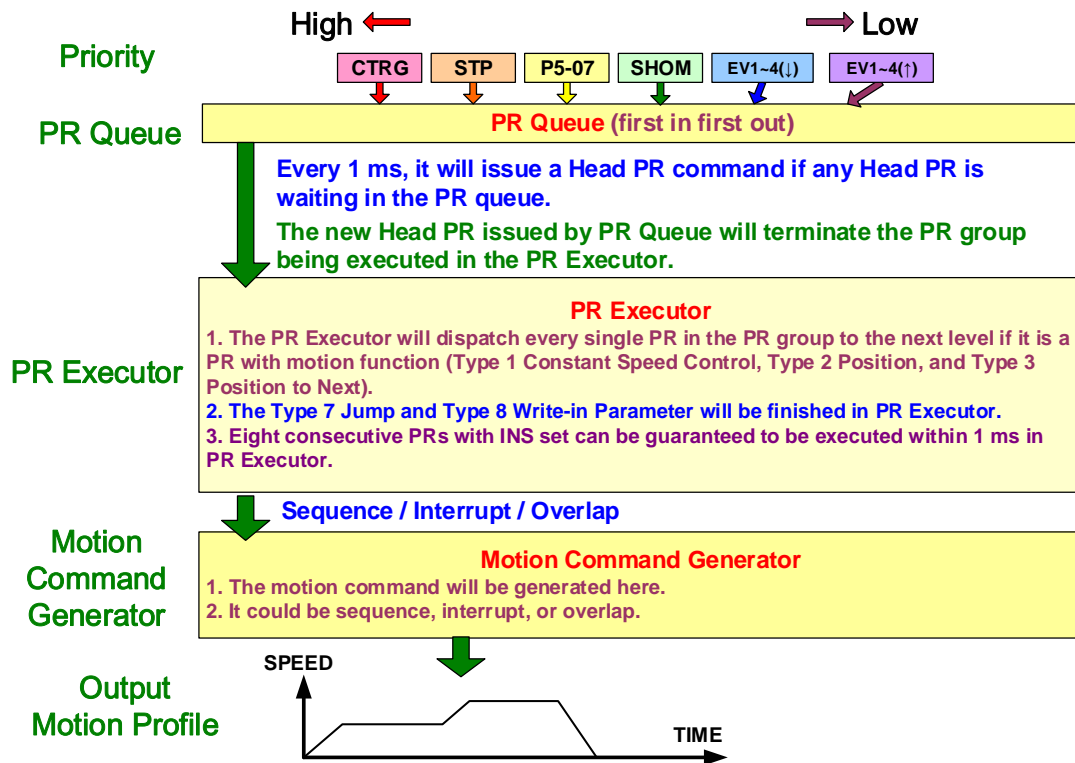 High
Low
Priority
CTRG
STP
P5-07
SHOM
EV1~4(↓)
EV1~4(↑)
PR Queue
PR Queue (first in first out)
Every 1 ms, it will issue a Head PR command if any Head PR is
waiting in the PR queue.
The new Head PR issued by PR Queue will terminate the PR group
being executed in the PR Executor.
PR Executor
PR Executor
1. The PR Executor will dispatch every single PR in the PR group to the next level if it is a
PR with motion function (Type 1 Constant Speed Control, Type 2 Position, and Type 3
Position to Next).
2. The Type 7 Jump and Type 8 Write-in Parameter will be finished in PR Executor.
3. Eight consecutive PRs with INS set can be guaranteed to be executed within 1 ms in
PR Executor.
Sequence / Interrupt / Overlap
Motion
Command
Generator
Motion Command Generator
1. The motion command will be generated here.
2. It could be sequence, interrupt, or overlap.
Output
Motion Profile
SPEED
TIME